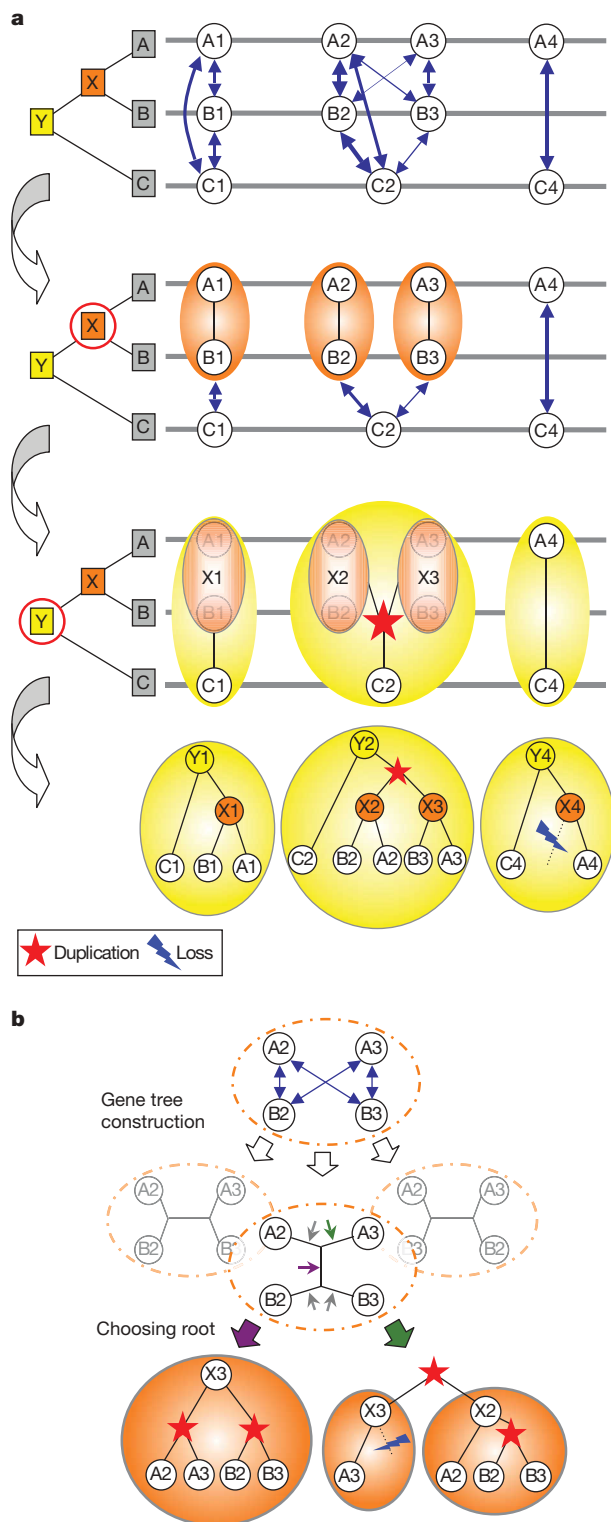 a
A A1 A2 A3 A4
X
Y B B1 B2 B3
C C1 C2 C4
A A1 A2 A3 A4
X
Y B B1 B2 B3
C C1 C2 C4
A A1 A2 A3 A4
X X1 X2 X3
Y B B1 B2 B3
C C1 C2 C4
Y1 Y2 Y4
X1 X2 X3 X4
C1 B1 A1 C2 B2 A2 B3 A3 C4 A4
Duplication Loss
b
A2 A3
Gene tree
construction
B2 B3
A2 A3 A2 A3
A2 A3
B2 B3 B3 B2
B2 B3
Choosing root
X3 X3 X2
A2 A3 B2 B3 A3 A2 B2 B3